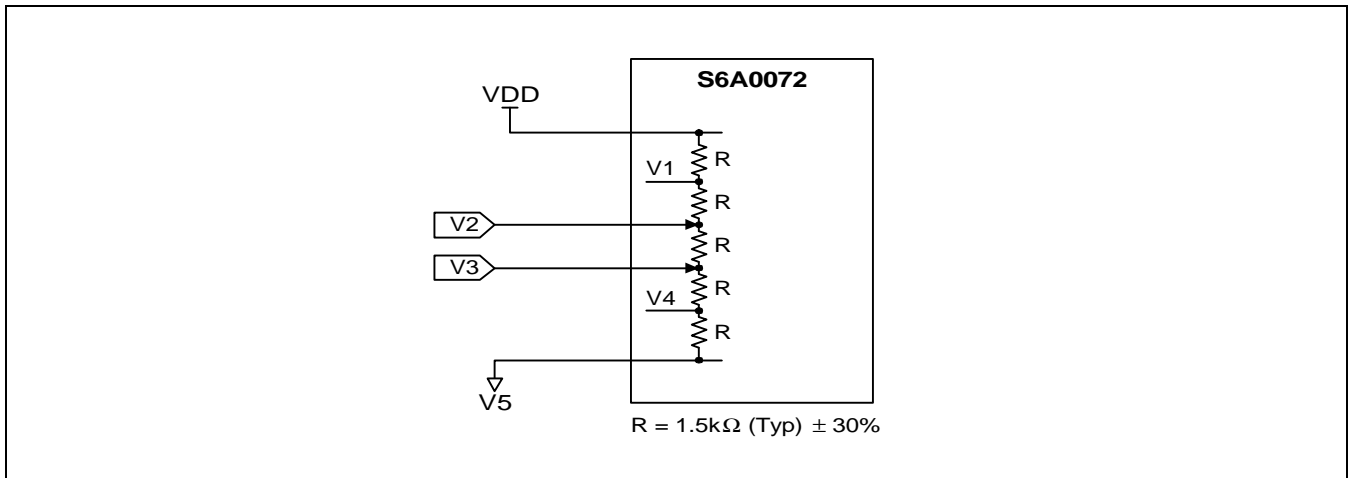 S6A0072
VDD
R
V1
R
V2
R
V3
R
V4
R
V5
R = 1.5kΩ (Typ) ± 30%